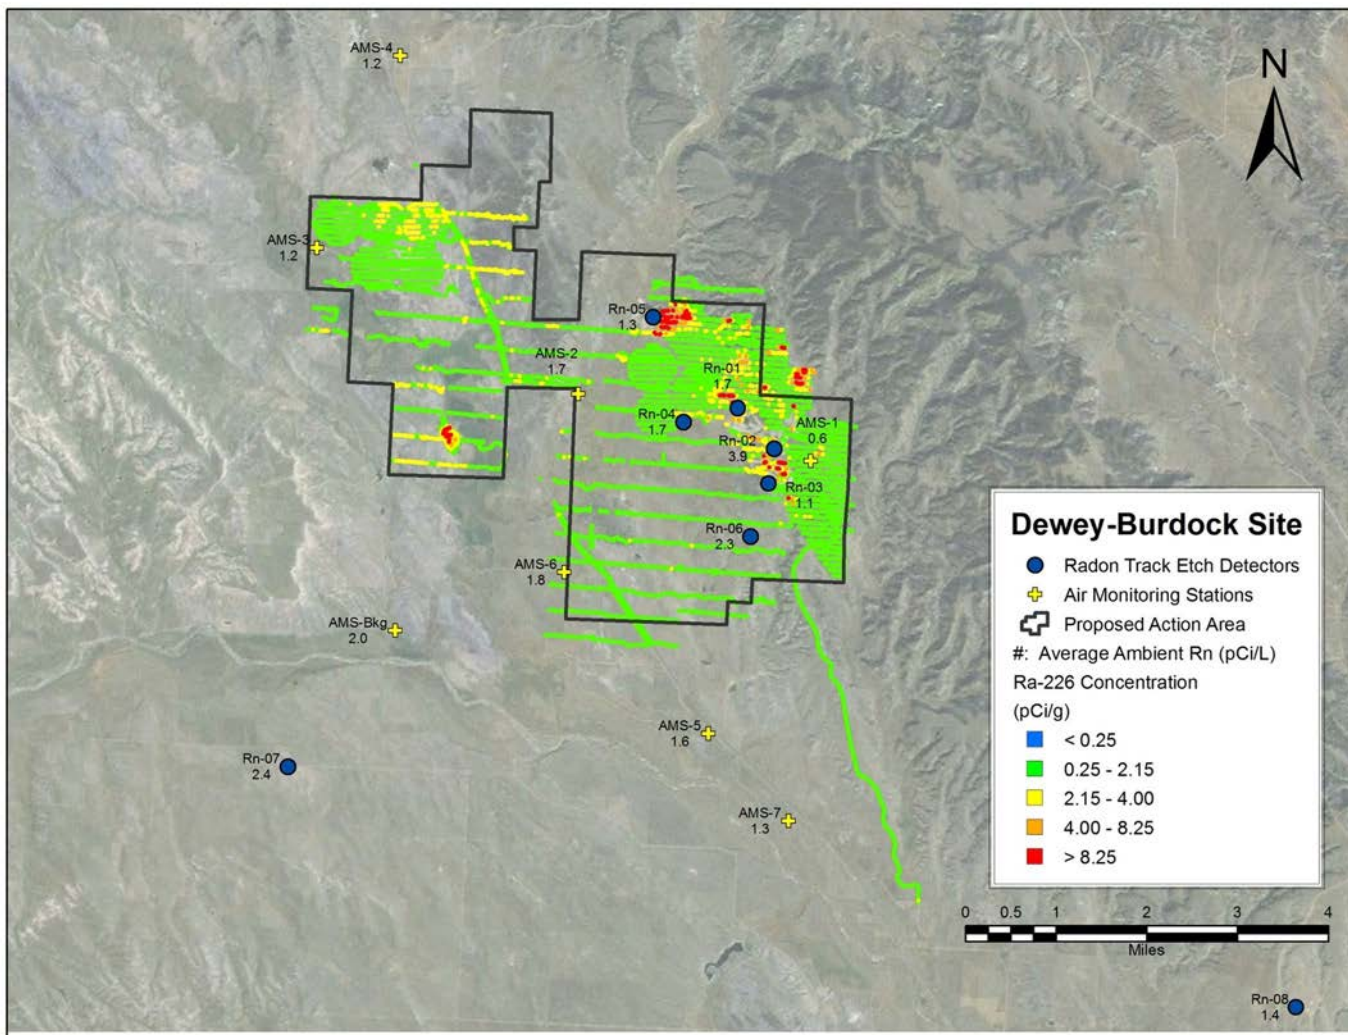 AMS-4
1.2
N
AMS-3
1.2
Rn-05
1.3
AMS-2
1.7
Rn-01
1.7
Rn-04
1.7
AMS-1
0.6
Rn-02
3.9
Rn-03
1.1
Rn-06
2.3
AMS-6
1.8
AMS-Bkg
2.0
AMS-5
1.6
Rn-07
2.4
AMS-7
1.3
Dewey-Burdock Site
Radon Track Etch Detectors
Air Monitoring Stations
Proposed Action Area
#: Average Ambient Rn (pCi/L)
Ra-226 Concentration
(pCi/g)
< 0.25
0.25 - 2.15
2.15 - 4.00
4.00 - 8.25
> 8.25
0 0.5 1 2 3 4
Miles
Rn-08
1.4